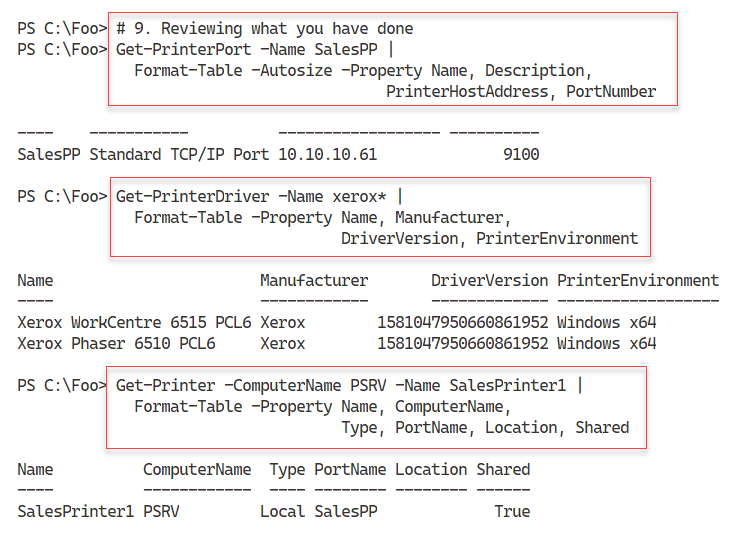 PS C:\Foo> # 9. Reviewing what you have done
PS C:\Foo> Get-PrinterPort -Name SalesPP |
Format-Table -Autosize -Property Name, Description,
PrinterHostAddress, PortNumber
---- ----------- ------------------ ----------
SalesPP Standard TCP/IP Port 10.10.10.61 9100
PS C:\Foo> Get-PrinterDriver -Name xerox* |
Format-Table -Property Name, Manufacturer,
DriverVersion, PrinterEnvironment
Name Manufacturer DriverVersion PrinterEnvironment
---- ------------ ------------- ------------------
Xerox WorkCentre 6515 PCL6 Xerox 1581047950660861952 Windows x64
Xerox Phaser 6510 PCL6 Xerox 1581047950660861952 Windows x64
PS C:\Foo> Get-Printer -ComputerName PSRV -Name SalesPrinter1 |
Format-Table -Property Name, ComputerName,
Type, PortName, Location, Shared
Name ComputerName Type PortName Location Shared
---- ------------ ---- -------- -------- ------
SalesPrinter1 PSRV Local SalesPP True